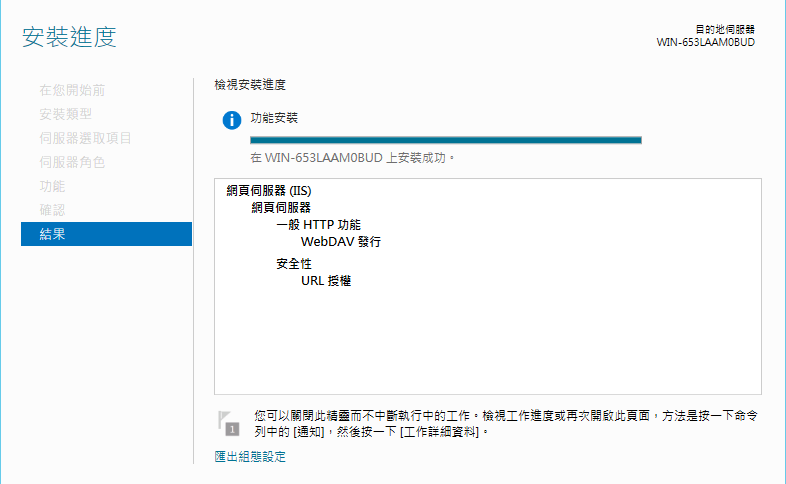 安裝進度
目的地伺服器
WIN-653LAAM0BUD
在您開始前
安裝類型
伺服器選取項目
伺服器角色
功能
確認
結果
檢視安裝進度
功能安裝
在 WIN-653LAAM0BUD 上安裝成功。
網頁伺服器 (IIS)
網頁伺服器
一般 HTTP 功能
WebDAV 發行
安全性
URL 授權
1
您可以關閉此精靈而不中斷執行中的工作。檢視工作進度或再次開啟此頁面，方法是按一下命令
列中的 [通知]，然後按一下 [工作詳細資料]。
匯出組態設定